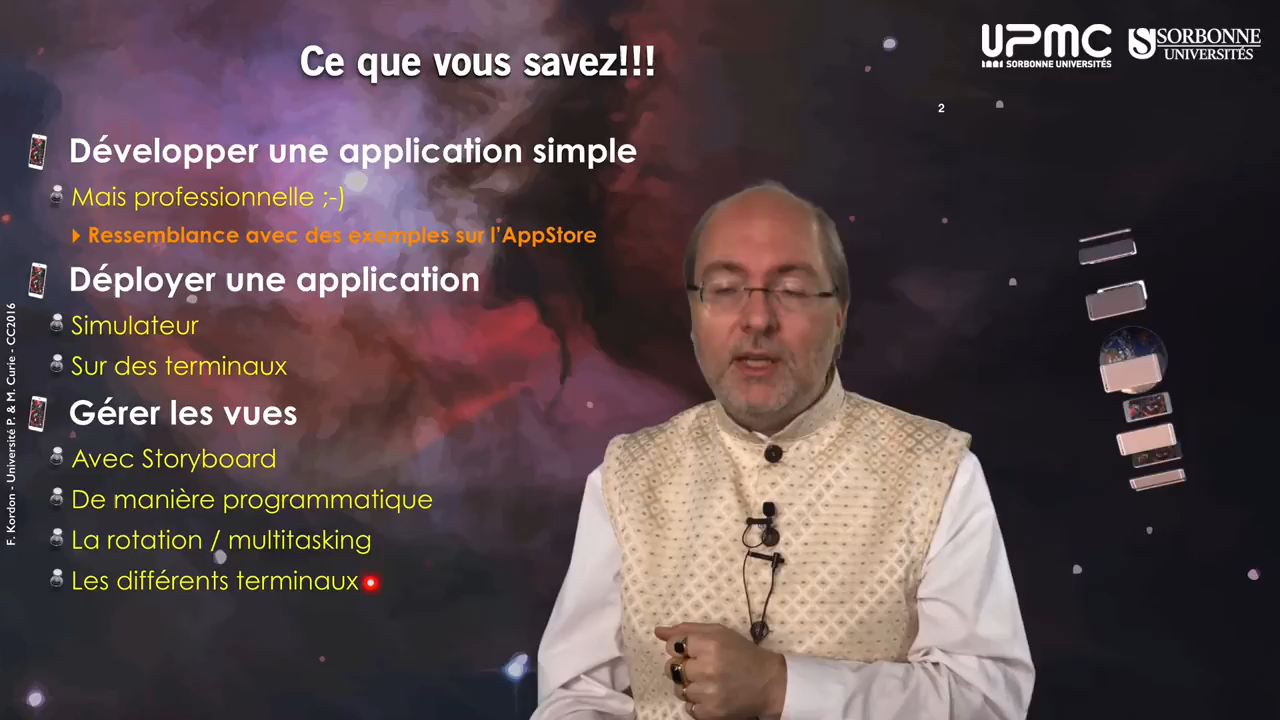 Ce que vous savez!!!
UPMC
SORBONNE UNIVERSITÉS
SORBONNE
UNIVERSITÉS
2
Développer une application simple
Mais professionnelle ;-)
Ressemblance avec des exemples sur l'AppStore
Déployer une application
Simulateur
Sur des terminaux
Gérer les vues
Avec Storyboard
De manière programmatique
La rotation / multitasking
Les différents terminaux
F. Kordon - Université P. & M. Curie - CC2016